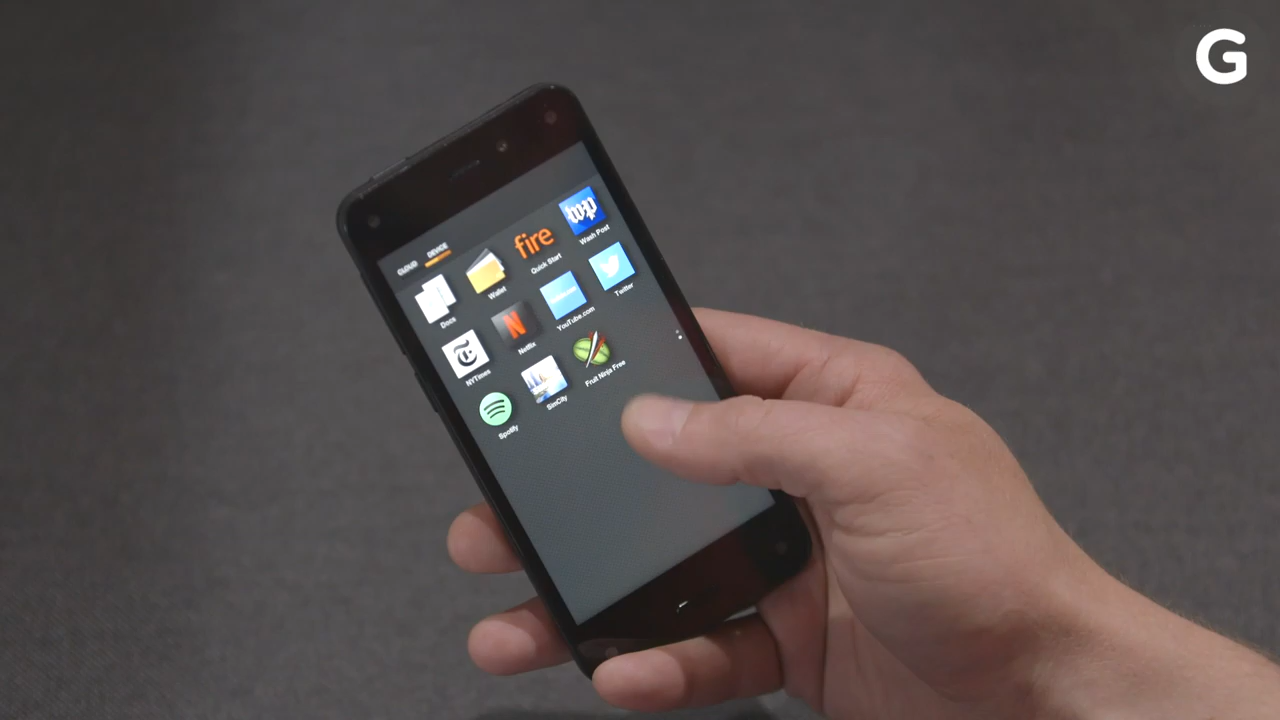 G
CLOUD DEVICE
Docs
Wallet
fire
Quick Start
wp
Wash Post
T
NYTimes
N
Netflix
YouTube.com
Twitter
Spotify
SimCity
Fruit Ninja Free